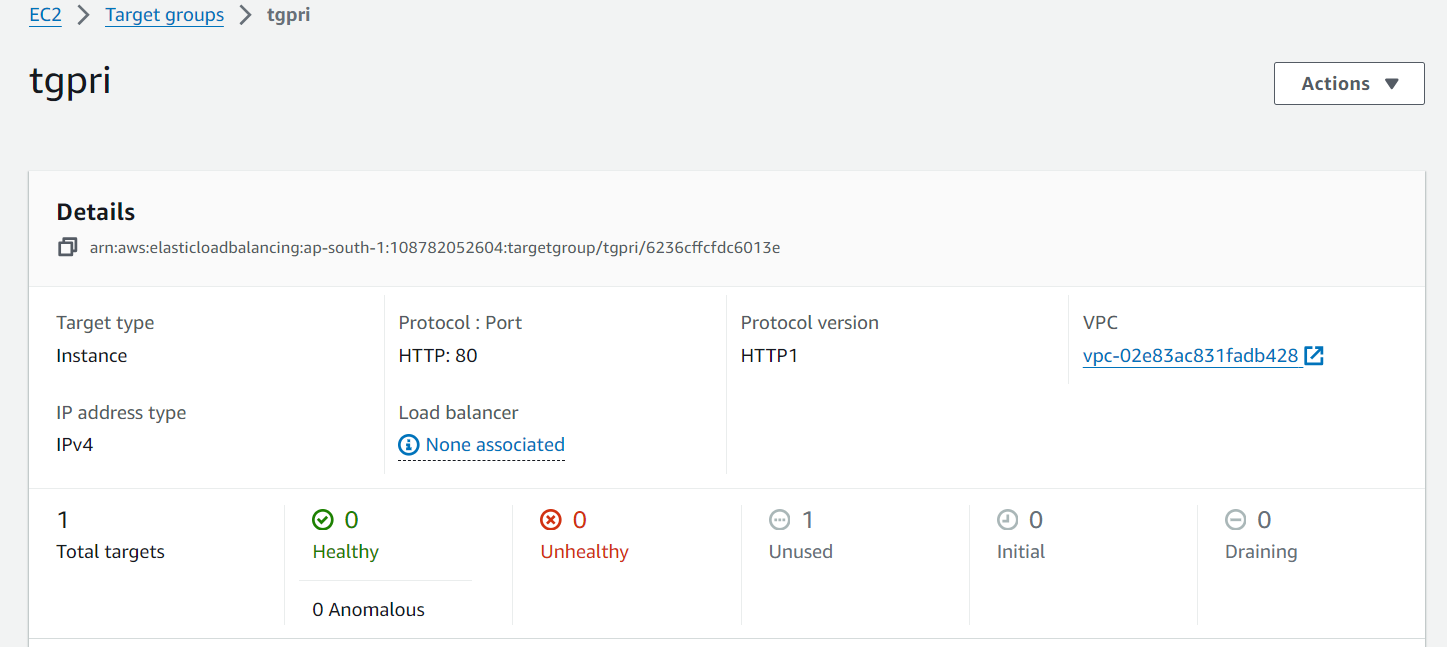 EC2 > Target groups > tgpri
tgpri
Actions
Details
arn:aws:elasticloadbalancing:ap-south-1:108782052604:targetgroup/tgpri/6236cffcfdc6013e
Target type
Instance
Protocol : Port
HTTP: 80
Protocol version
HTTP1
VPC
vpc-02e83ac831fadb428
IP address type
IPv4
Load balancer
None associated
1
Total targets
0
Healthy
0 Anomalous
0
Unhealthy
1
Unused
0
Initial
0
Draining